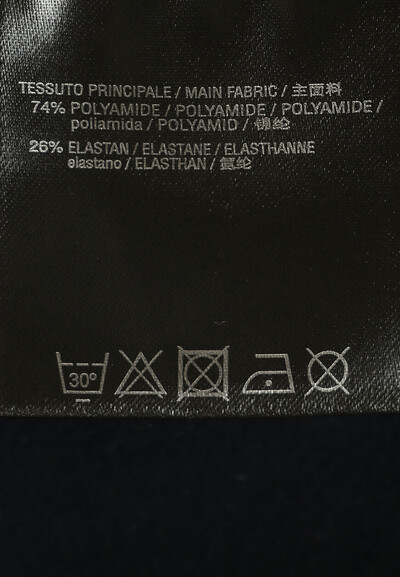 TESSUTO PRINCIPALE / MAIN FABRIC / 主面料
74% POLYAMIDE / POLYAMIDE / POLYAMIDE /
poliamida / POLYAMID / 锦纶
26% ELASTAN / ELASTANE / ELASTHANNE
elastano / ELASTHAN / 氨纶
30°